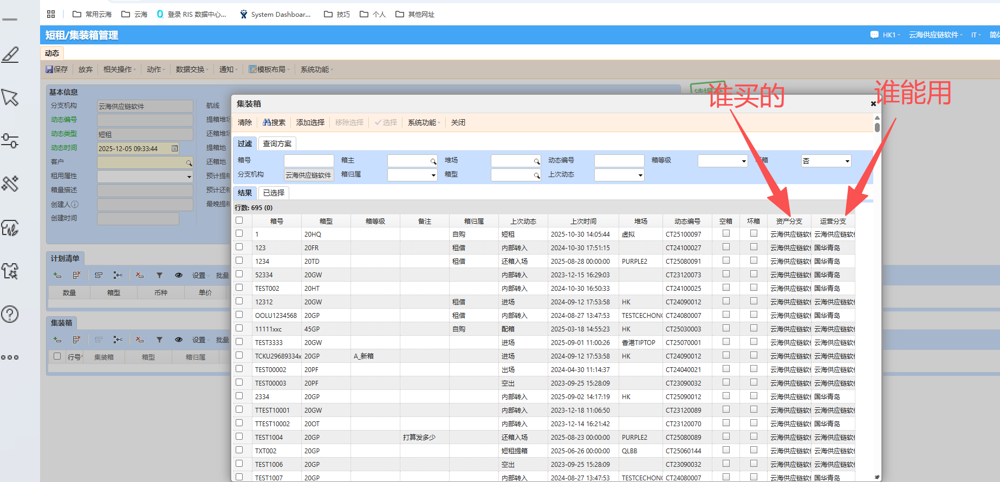 常用云海 云海 登录 RIS 数据中心... System Dashboar... 技巧 个人 其他网址
短租/集装箱管理 HK1 云海供应链软件 IT
动态
保存 放弃 相关操作 动作 数据交换 通知 模板布局 系统功能
谁买的 谁能用
基本信息
分支机构 云海供应链软件 航线
动态编号
动态类型 短租
动态时间 2025-12-05 09:33:44 提箱地
客户 还箱地
租用属性
箱量描述
创建人
创建时间
计划清单
设置 批量
数量 箱型 币种 单价
集装箱
设置 批量
行号* 集装箱 箱型 箱归属
集装箱
清除 搜索 添加选择 移除选择 选择 系统功能 关闭
过滤 查询方案
箱号 箱主 堆场 动态编号 箱等级 箱 否
分支机构 云海供应链软件 箱归属 箱型 上次动态
结果 已选择
行数: 695 (0)
箱号 箱型 箱等级 备注 箱归属 上次动态 上次时间 堆场 动态编号 空箱 坏箱 资产分支 运营分支
1 20HQ 自购 短租 2025-10-30 14:05:44 虚拟 CT25100097 云海供应链软 云海供应链软
123 20FR 租借 内部转入 2024-10-30 17:51:15 CT24100027 云海供应链软 国华青岛
1234 20TD 租借 还箱入场 2025-08-28 00:00:00 PURPLE2 CT25080091 云海供应链软 国华青岛
52334 20GW 内部转入 2023-12-15 16:29:03 CT23120073 云海供应链软 国华青岛
TEST002 20HT 内部转入 2024-10-30 16:50:33 CT24100025 云海供应链软 国华青岛
12312 20GW 租借 进场 2024-09-12 17:53:58 HK CT24090012 云海供应链软 云海供应链软
OOLU1234568 20GP 租借 内部转入 2024-08-27 13:47:53 TESTCECHONG CT24080007 云海供应链软 国华青岛
11111xxc 45GP 自购 配箱 2025-03-18 14:55:23 HK CT25030003 云海供应链软 云海供应链软
TEST3333 20GW 进场 2025-09-01 11:00:26 香港TIPTOP CT25070001 云海供应链软 云海供应链软
TCKU29689334x 20GP A_新箱 进场 2024-09-12 17:53:58 HK CT24090012 云海供应链软 云海供应链软
TEST00002 20PF 出场 2024-04-30 11:14:37 CT24040021 云海供应链软 云海供应链软
TEST00003 20PF 空出 2023-09-25 15:28:09 CT23090032 云海供应链软 云海供应链软
2334 20GP 内部转入 2025-09-02 14:17:19 HK CT25090012 云海供应链软 国华青岛
TTEST10001 20GW 内部转入 2023-12-18 11:06:50 CT23120089 云海供应链软 云海供应链软
TTEST10002 20OT 内部转入 2023-12-14 16:21:42 CT23120070 云海供应链软 国华青岛
TEST1004 20GP 打算发多少 还箱入场 2025-08-23 00:00:00 PURPLE2 CT25080089 云海供应链软 云海供应链软
TXT002 20GP 短租提箱 2025-06-26 00:00:00 QLBB CT25060144 云海供应链软 云海供应链软
TEST1006 20GP 空出 2023-09-25 15:28:09 CT23090032 云海供应链软 云海供应链软
TEST1007 20GP 内部转入 2024-08-27 13:47:53 TESTCECHONG CT24080007 云海供应链软 国华青岛